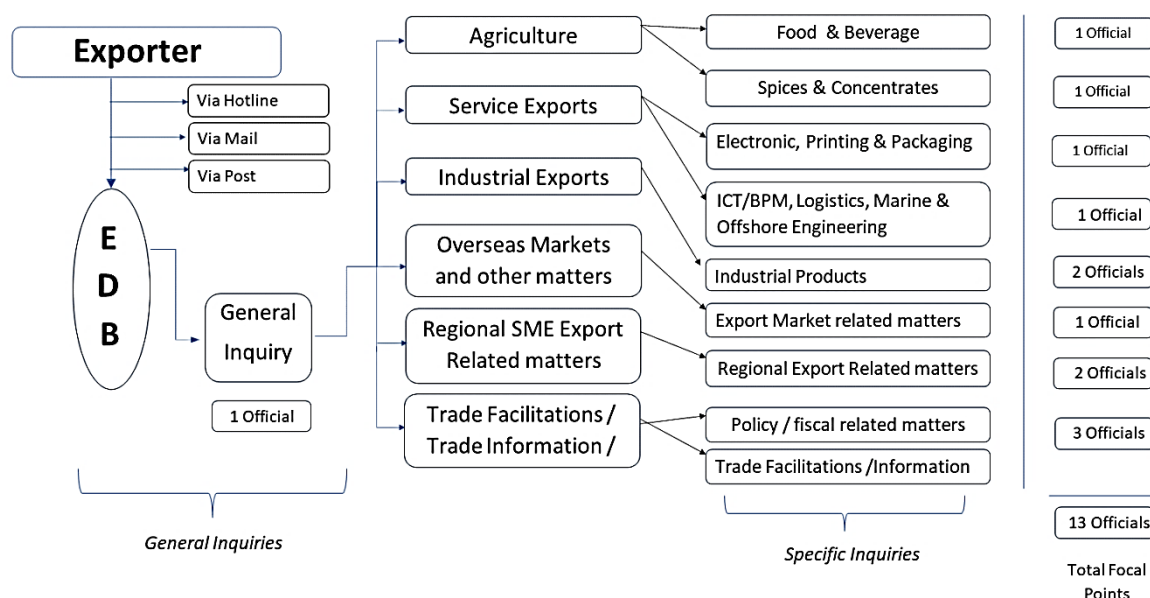 Exporter
Via Hotline
Via Mail
Via Post
E
D
B
General
Inquiry
1 Official
General Inquiries
Agriculture
Service Exports
Industrial Exports
Overseas Markets
and other matters
Regional SME Export
Related matters
Trade Facilitations /
Trade Information /
Food & Beverage
Spices & Concentrates
Electronic, Printing & Packaging
ICT/BPM, Logistics, Marine &
Offshore Engineering
Industrial Products
Export Market related matters
Regional Export Related matters
Policy / fiscal related matters
Trade Facilitations /Information
Specific Inquiries
1 Official
1 Official
1 Official
1 Official
2 Officials
1 Official
2 Officials
3 Officials
13 Officials
Total Focal
Points